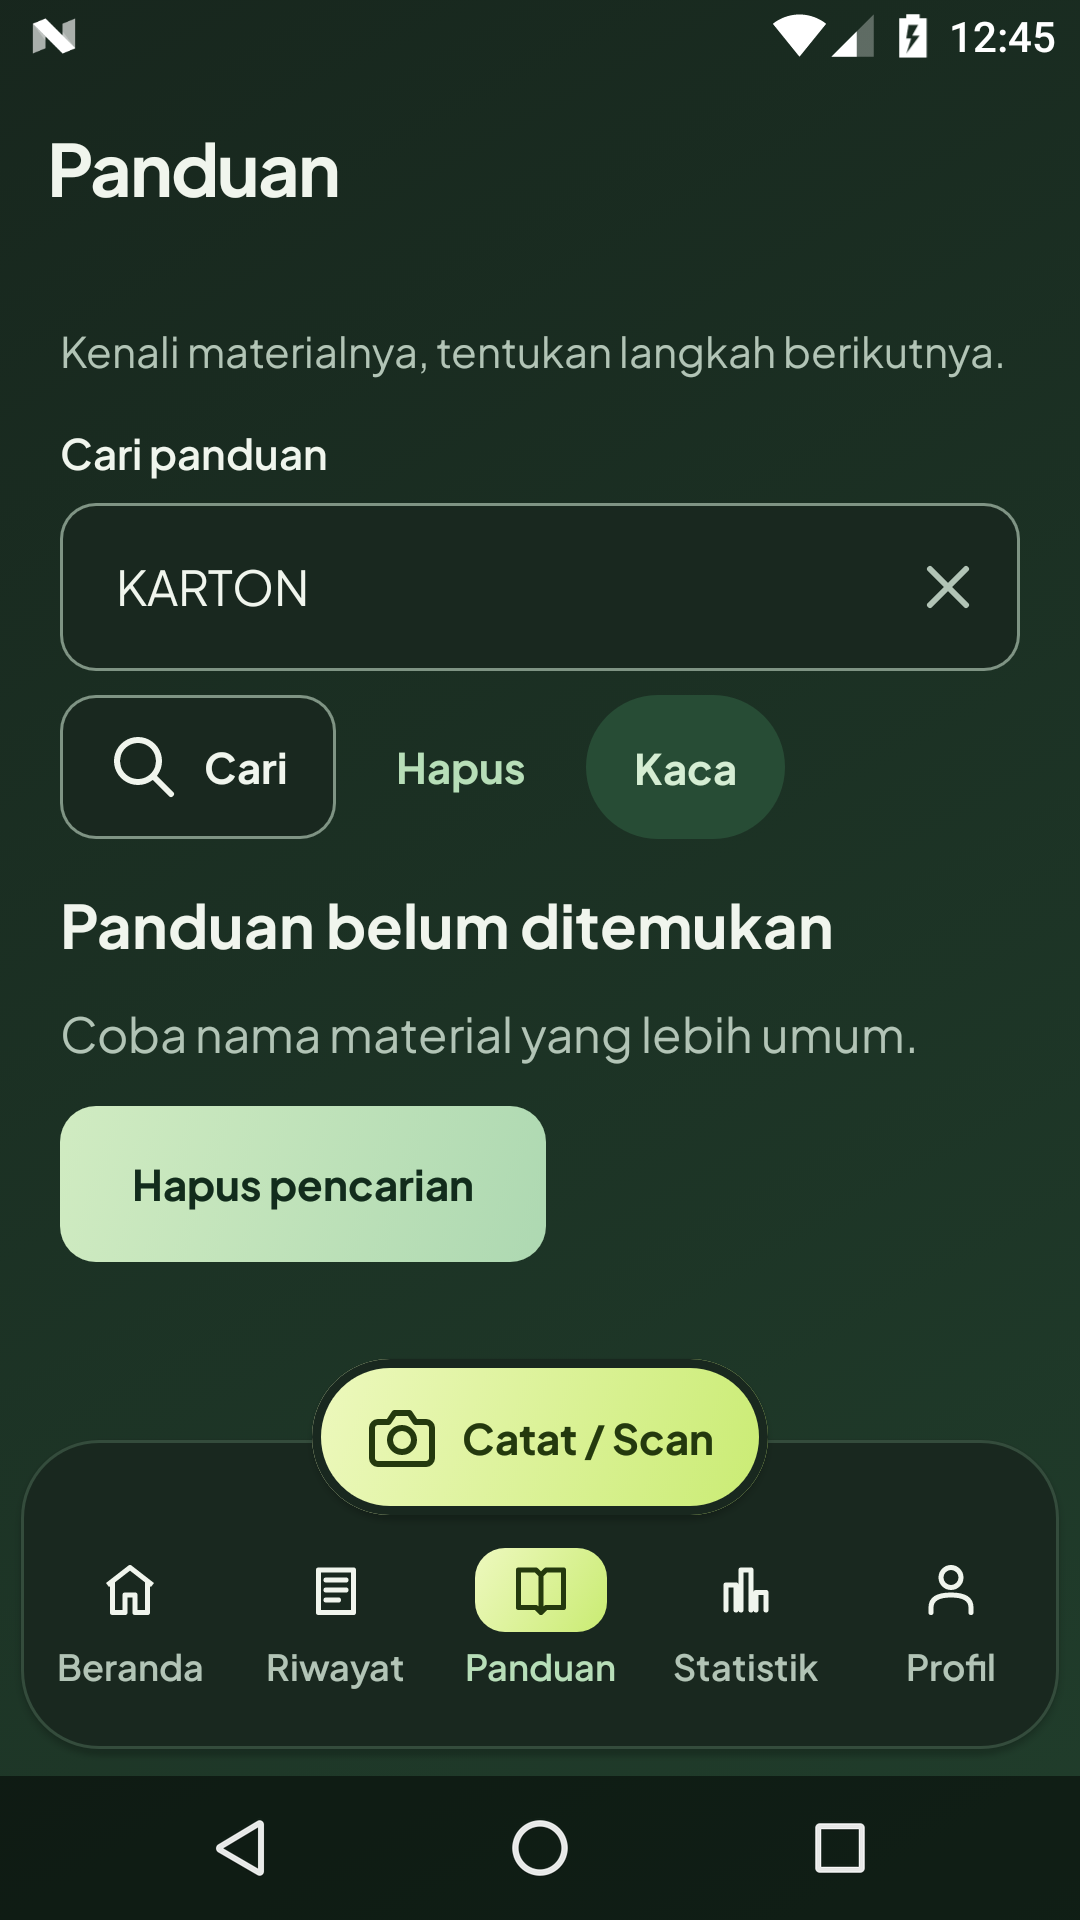 12:45
Panduan
Kenali materialnya, tentukan langkah berikutnya.
Cari panduan
KARTON
Cari
Hapus
Kaca
Panduan belum ditemukan
Coba nama material yang lebih umum.
Hapus pencarian
Catat / Scan
Beranda
Riwayat
Panduan
Statistik
Profil